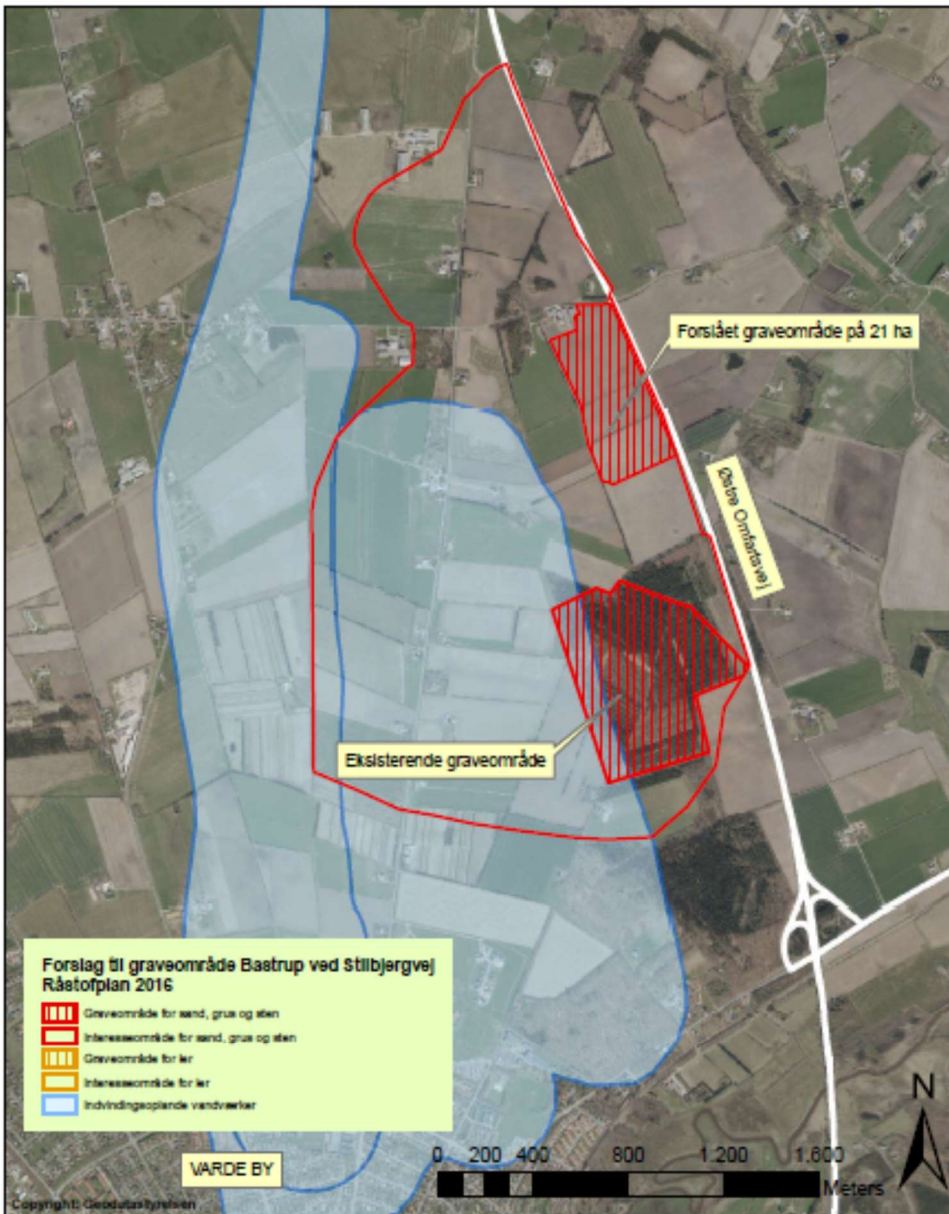 Forslået graveområde på 21 ha
Østre Omfartsvej
Eksisterende graveområde
Forslag til graveområde Bastrup ved Stilbjergvej
Råstofplan 2016
Graveområde for sand, grus og sten
Interesseområde for sand, grus og sten
Graveområde for ler
Interesseområde for ler
Indvindingsoplande vandværker
VARDE BY
N
0 200 400 800 1.200 1.600
Meters
Copyright: Geodatastyrelsen